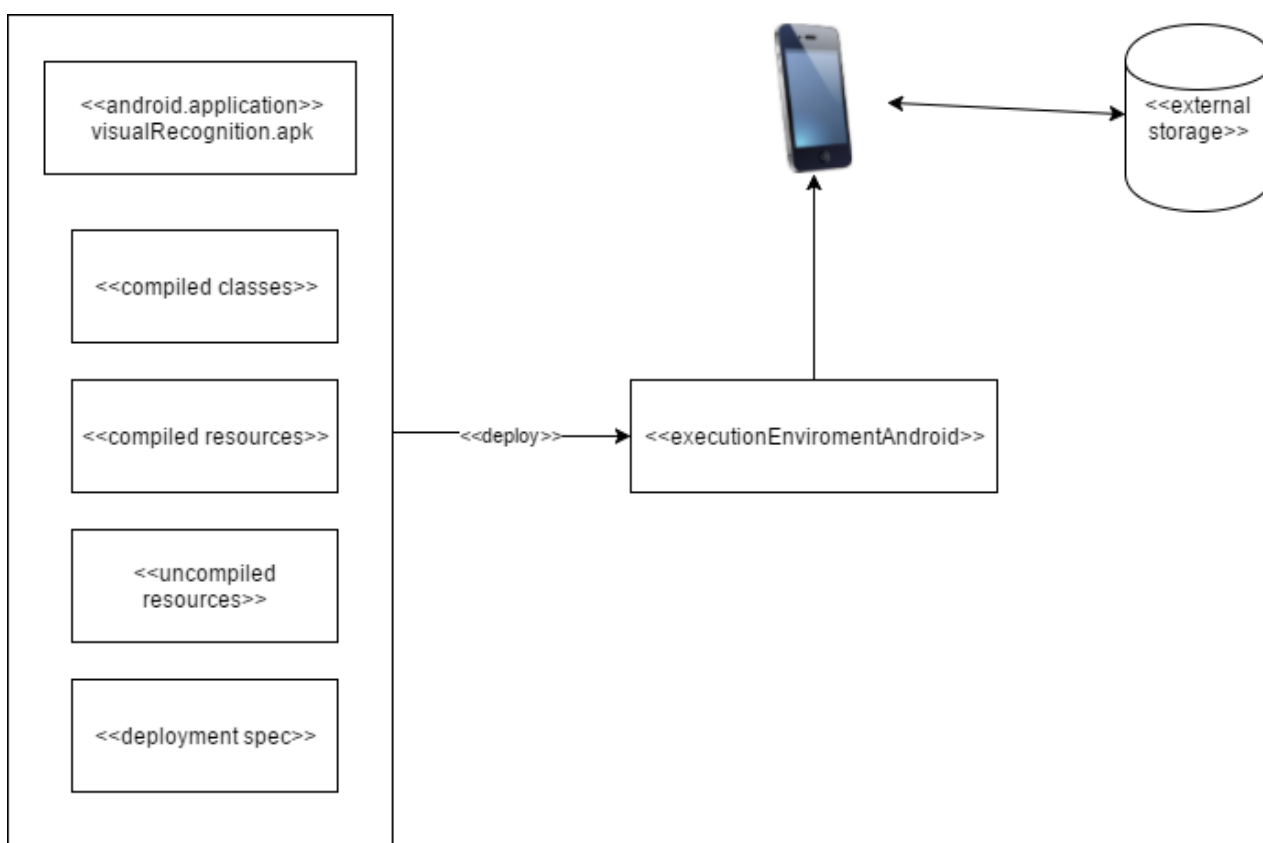 <<android.application>>
visualRecognition.apk
<<compiled classes>>
<<compiled resources>>
<<uncompiled
resources>>
<<deployment spec>>
<<deploy>>
<<executionEnviromentAndroid>>
<<external
storage>>